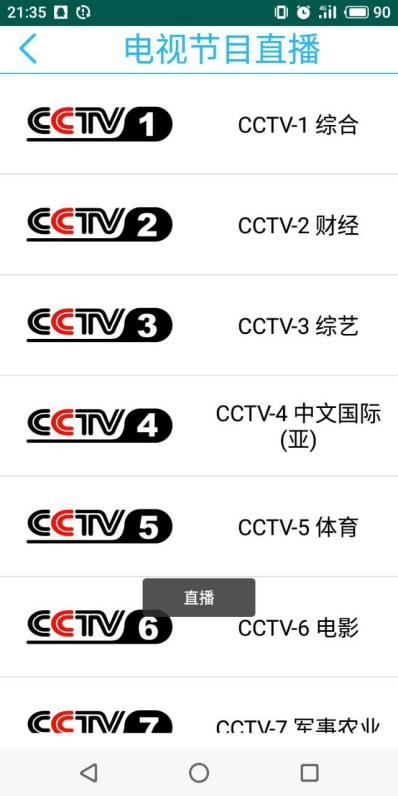 21:35
90
电视节目直播
CCTV 1
CCTV-1 综合
CCTV 2
CCTV-2 财经
CCTV 3
CCTV-3 综艺
CCTV 4
CCTV-4 中文国际
(亚)
CCTV 5
CCTV-5 体育
直播
CCTV 6
CCTV-6 电影
CCTV 7
CCTV-7 军事农业